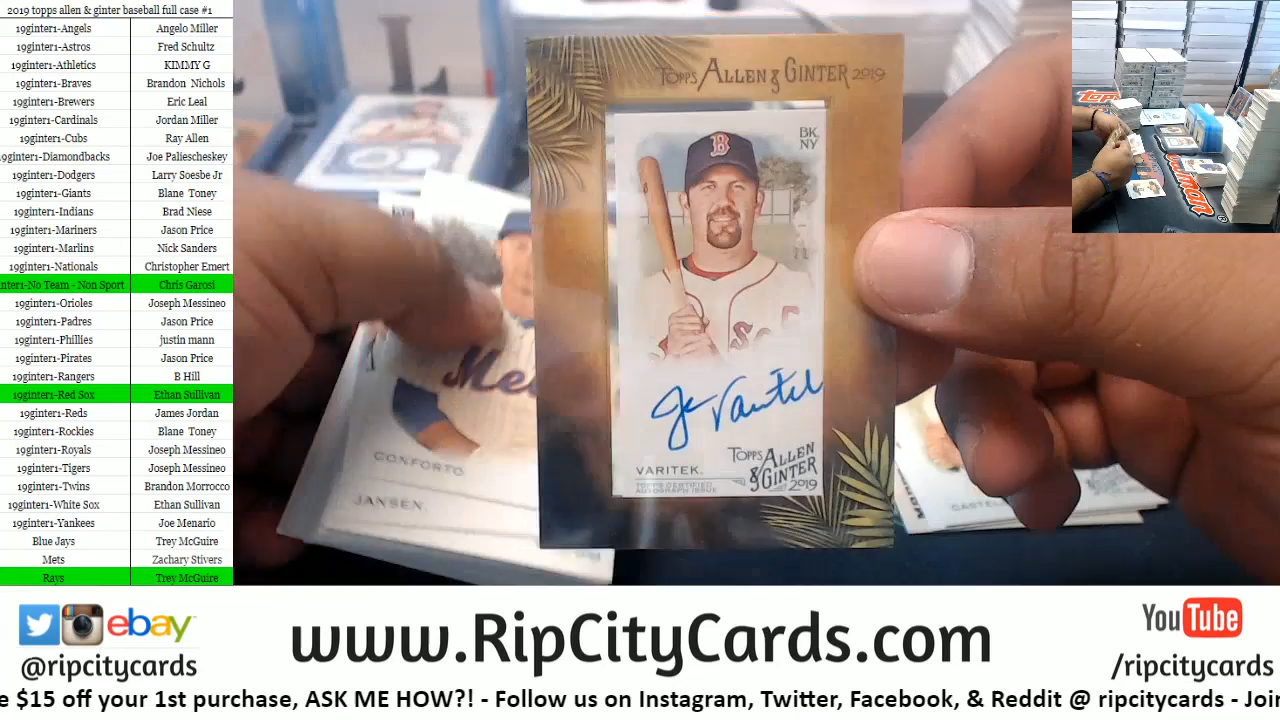 2019 topps allen & ginter baseball full case #1
19ginter1-Angels Angelo Miller
19ginter1-Astros Fred Schultz
19ginter1-Athletics KIMMY G
19ginter1-Braves Brandon Nichols
19ginter1-Brewers Eric Leal
19ginter1-Cardinals Jordan Miller
19ginter1-Cubs Ray Allen
9ginter1-Diamondbacks Joe Paliescheskey
19ginter1-Dodgers Larry Soesbe Jr
19ginter1-Giants Blane Toney
19ginter1-Indians Brad Niese
19ginter1-Mariners Jason Price
19ginter1-Marlins Nick Sanders
19ginter1-Nationals Christopher Emert
nter1-No Team - Non Sport Chris Garosi
19ginter1-Orioles Joseph Messineo
19ginter1-Padres Jason Price
19ginter1-Phillies justin mann
19ginter1-Pirates Jason Price
19ginter1-Rangers B Hill
19ginter1-Red Sox Ethan Sullivan
19ginter1-Reds James Jordan
19ginter1-Rockies Blane Toney
19ginter1-Royals Joseph Messineo
19ginter1-Tigers Joseph Messineo
19ginter1-Twins Brandon Morrocco
19ginter1-White Sox Ethan Sullivan
19ginter1-Yankees Joe Menario
Blue Jays Trey McGuire
Mets Zachary Stivers
Rays Trey McGuire
TOPPS ALLEN & GINTER 2019
BK
NY
B
Me
CONFORTO
JANSEN
VARITEK
TOPPS CERTIFIED
AUTOGRAPH ISSUE
TOPPS ALLEN
& GINTER
2019
topps
ebay
@ripcitycards
www.RipCityCards.com
YouTube
/ripcitycards
e $15 off your 1st purchase, ASK ME HOW?! - Follow us on Instagram, Twitter, Facebook, & Reddit @ ripcitycards - Join